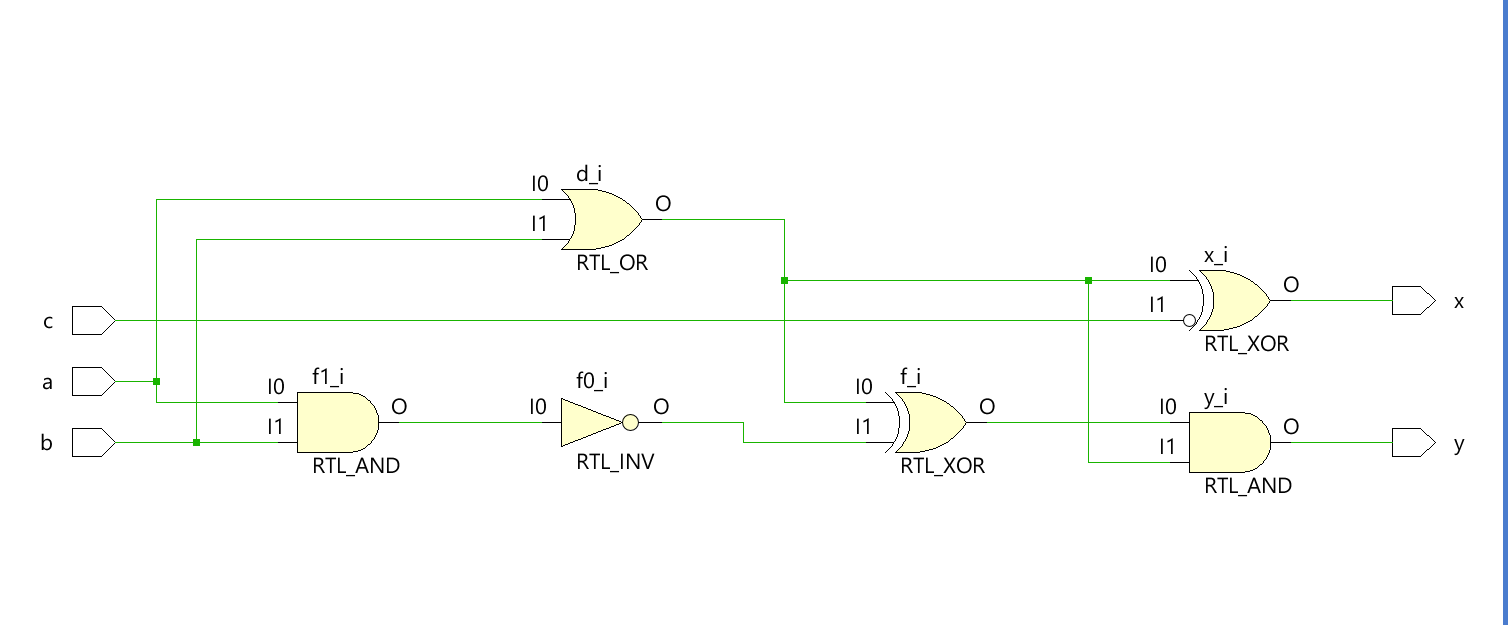 d_i
I0
O
I1
RTL_OR
x_i
I0
O
I1
RTL_XOR
c
x
a
f1_i
I0
O
I1
RTL_AND
f0_i
I0
O
RTL_INV
f_i
I0
O
I1
RTL_XOR
y_i
I0
O
I1
RTL_AND
b
y